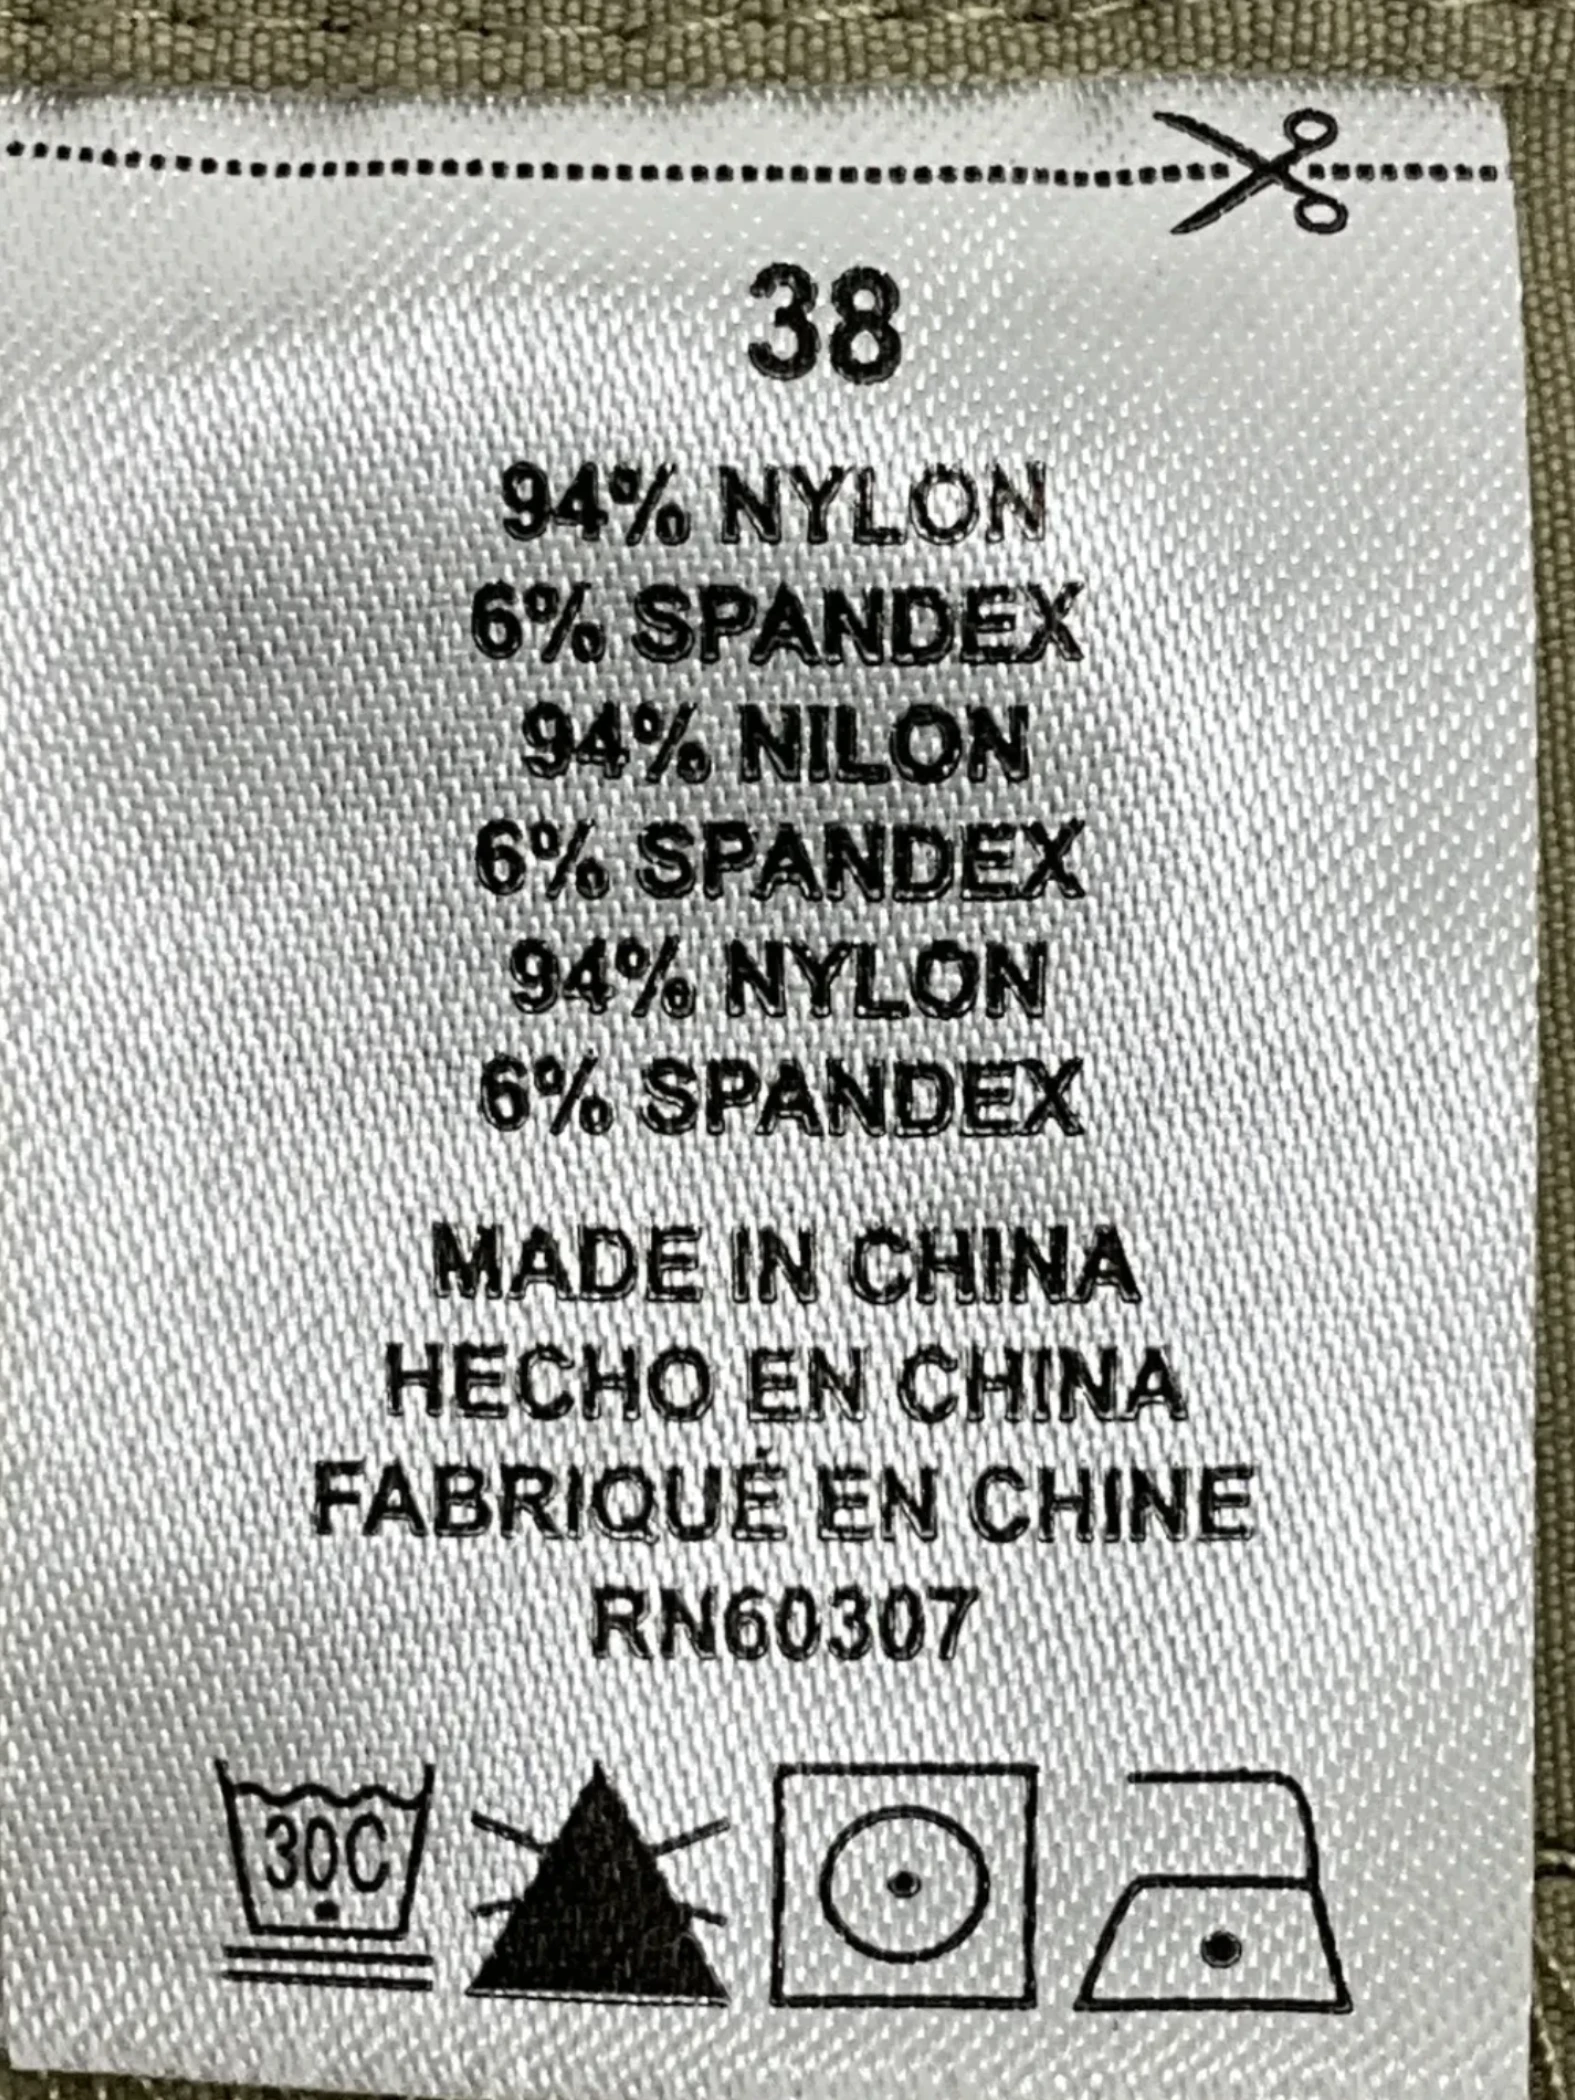 38
94% NYLON
6% SPANDEX
94% NILON
6% SPANDEX
94% NYLON
6% SPANDEX
MADE IN CHINA
HECHO EN CHINA
FABRIQUÉ EN CHINE
RN60307
30C